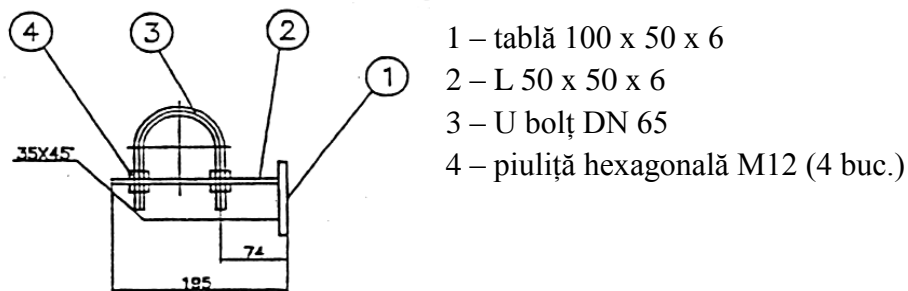 4
3
2
1
1 – tablă 100 x 50 x 6
2 – L 50 x 50 x 6
3 – U bolț DN 65
4 – piuliță hexagonală M12 (4 buc.)
35X45°
74
195